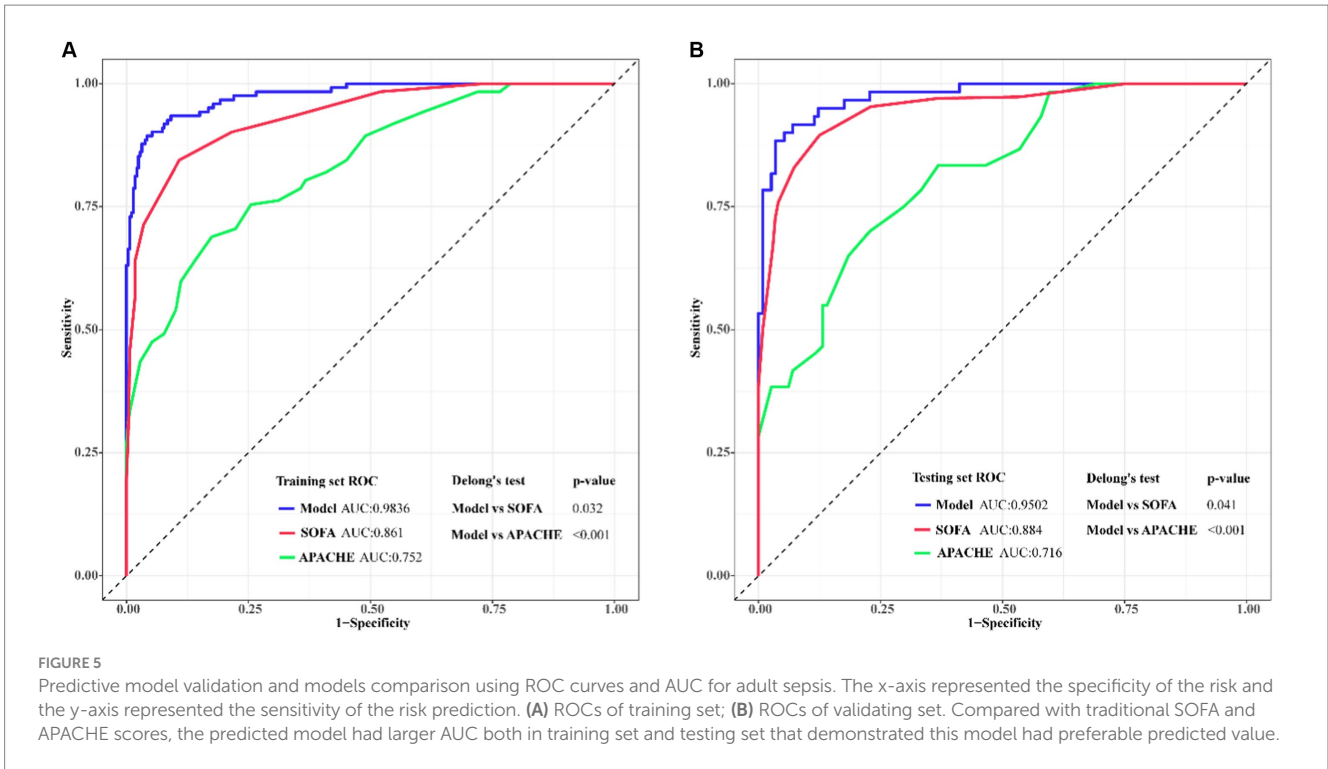 A
1.00
0.75
0.50
0.25
0.00
Sensitivity
0.00 0.25 0.50 0.75 1.00
1−Specificity
Training set ROC Delong's test p-value
Model AUC:0.9836 Model vs SOFA 0.032
SOFA AUC:0.861 Model vs APACHE <0.001
APACHE AUC:0.752
B
1.00
0.75
0.50
0.25
0.00
Sensitivity
0.00 0.25 0.50 0.75 1.00
1−Specificity
Testing set ROC Delong's test p-value
Model AUC:0.9502 Model vs SOFA 0.041
SOFA AUC:0.884 Model vs APACHE <0.001
APACHE AUC:0.716
FIGURE 5
Predictive model validation and models comparison using ROC curves and AUC for adult sepsis. The x-axis represented the specificity of the risk and
the y-axis represented the sensitivity of the risk prediction. (A) ROCs of training set; (B) ROCs of validating set. Compared with traditional SOFA and
APACHE scores, the predicted model had larger AUC both in training set and testing set that demonstrated this model had preferable predicted value.